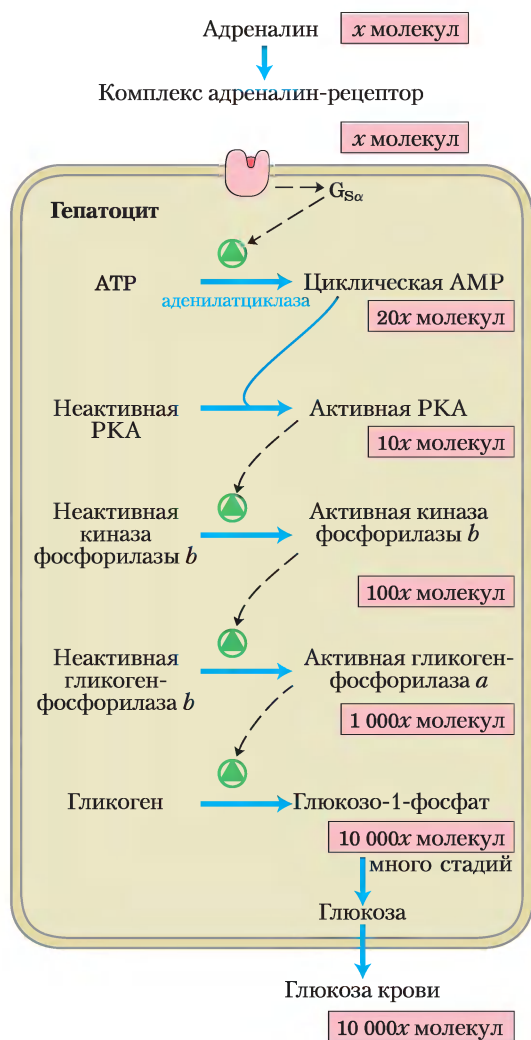 Адреналин x молекул
Комплекс адреналин-рецептор
x молекул
Gsα
Гепатоцит
ATP Циклическая AMP
аденилатциклаза
20x молекул
Неактивная Активная PKA
PKA
10x молекул
Неактивная Активная киназа
киназа фосфорилазы b
фосфорилазы b
100x молекул
Неактивная Активная гликоген-
гликоген- фосфорилаза a
фосфорилаза b
1 000x молекул
Гликоген Глюкозо-1-фосфат
10 000x молекул
много стадий
Глюкоза
Глюкоза крови
10 000x молекул